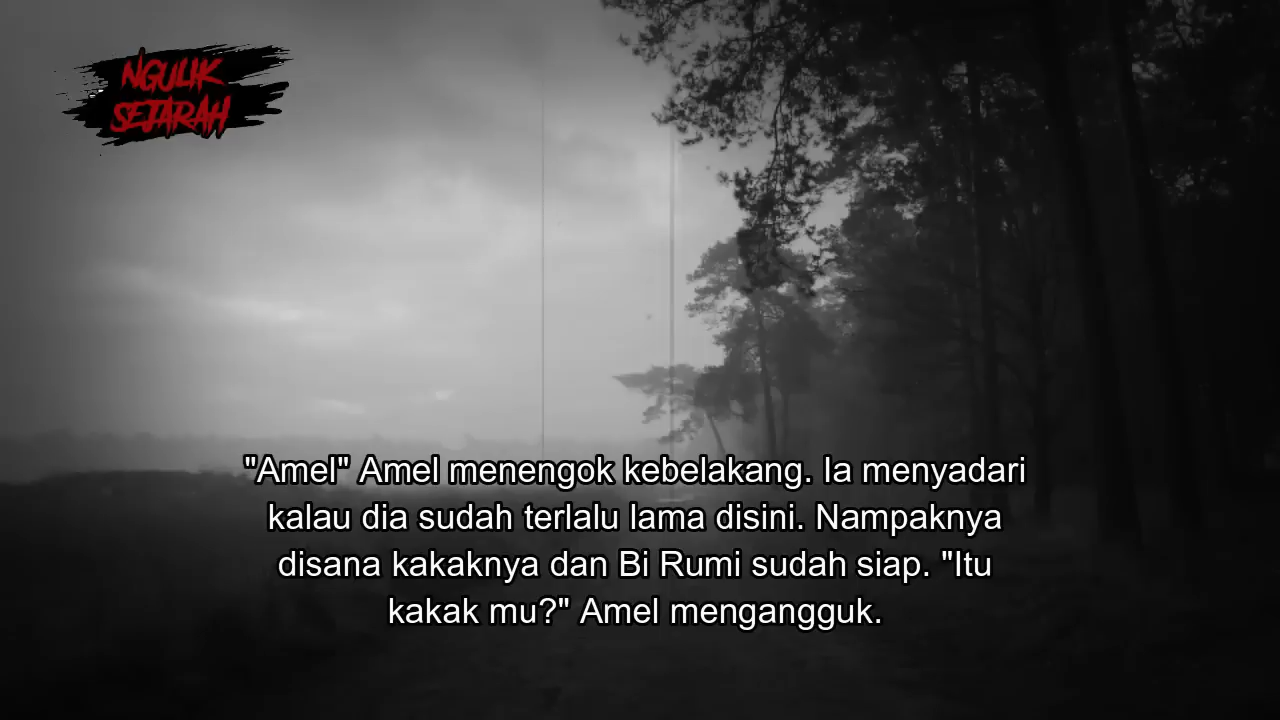 NGULIK
SEJARAH
"Amel" Amel menengok kebelakang. Ia menyadari
kalau dia sudah terlalu lama disini. Nampaknya
disana kakaknya dan Bi Rumi sudah siap. "Itu
kakak mu?" Amel mengangguk.